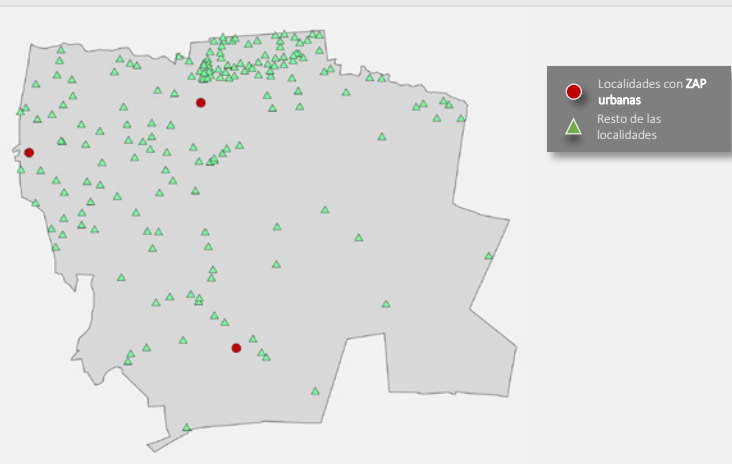 Localidades con ZAP
urbanas
Resto de las
localidades